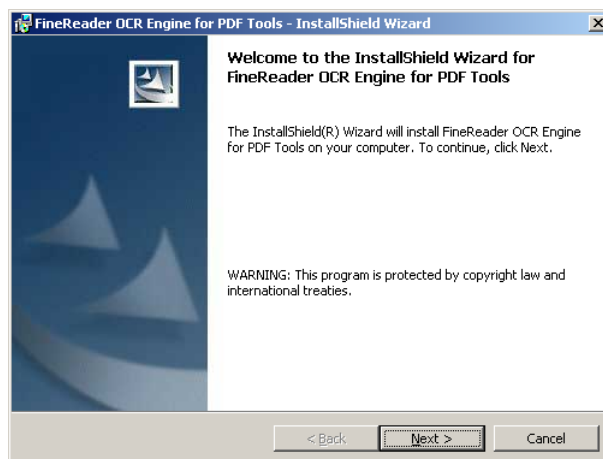 FineReader OCR Engine for PDF Tools - InstallShield Wizard
Welcome to the InstallShield Wizard for
FineReader OCR Engine for PDF Tools
The InstallShield(R) Wizard will install FineReader OCR Engine
for PDF Tools on your computer. To continue, click Next.
WARNING: This program is protected by copyright law and
international treaties.
< Back Next > Cancel